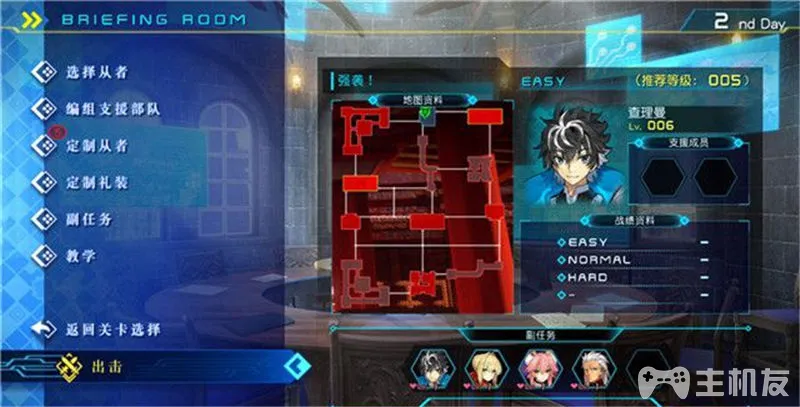 BRIEFING ROOM
2 nd Day
选择从者
编组支援部队
定制从者
定制礼装
副任务
教学
返回关卡选择
出击
强袭！
EASY
（推荐等级：005）
地图资料
查理曼
Lv. 006
支援成员
战绩资料
EASY –
NORMAL –
HARD –
– –
副任务
主机友